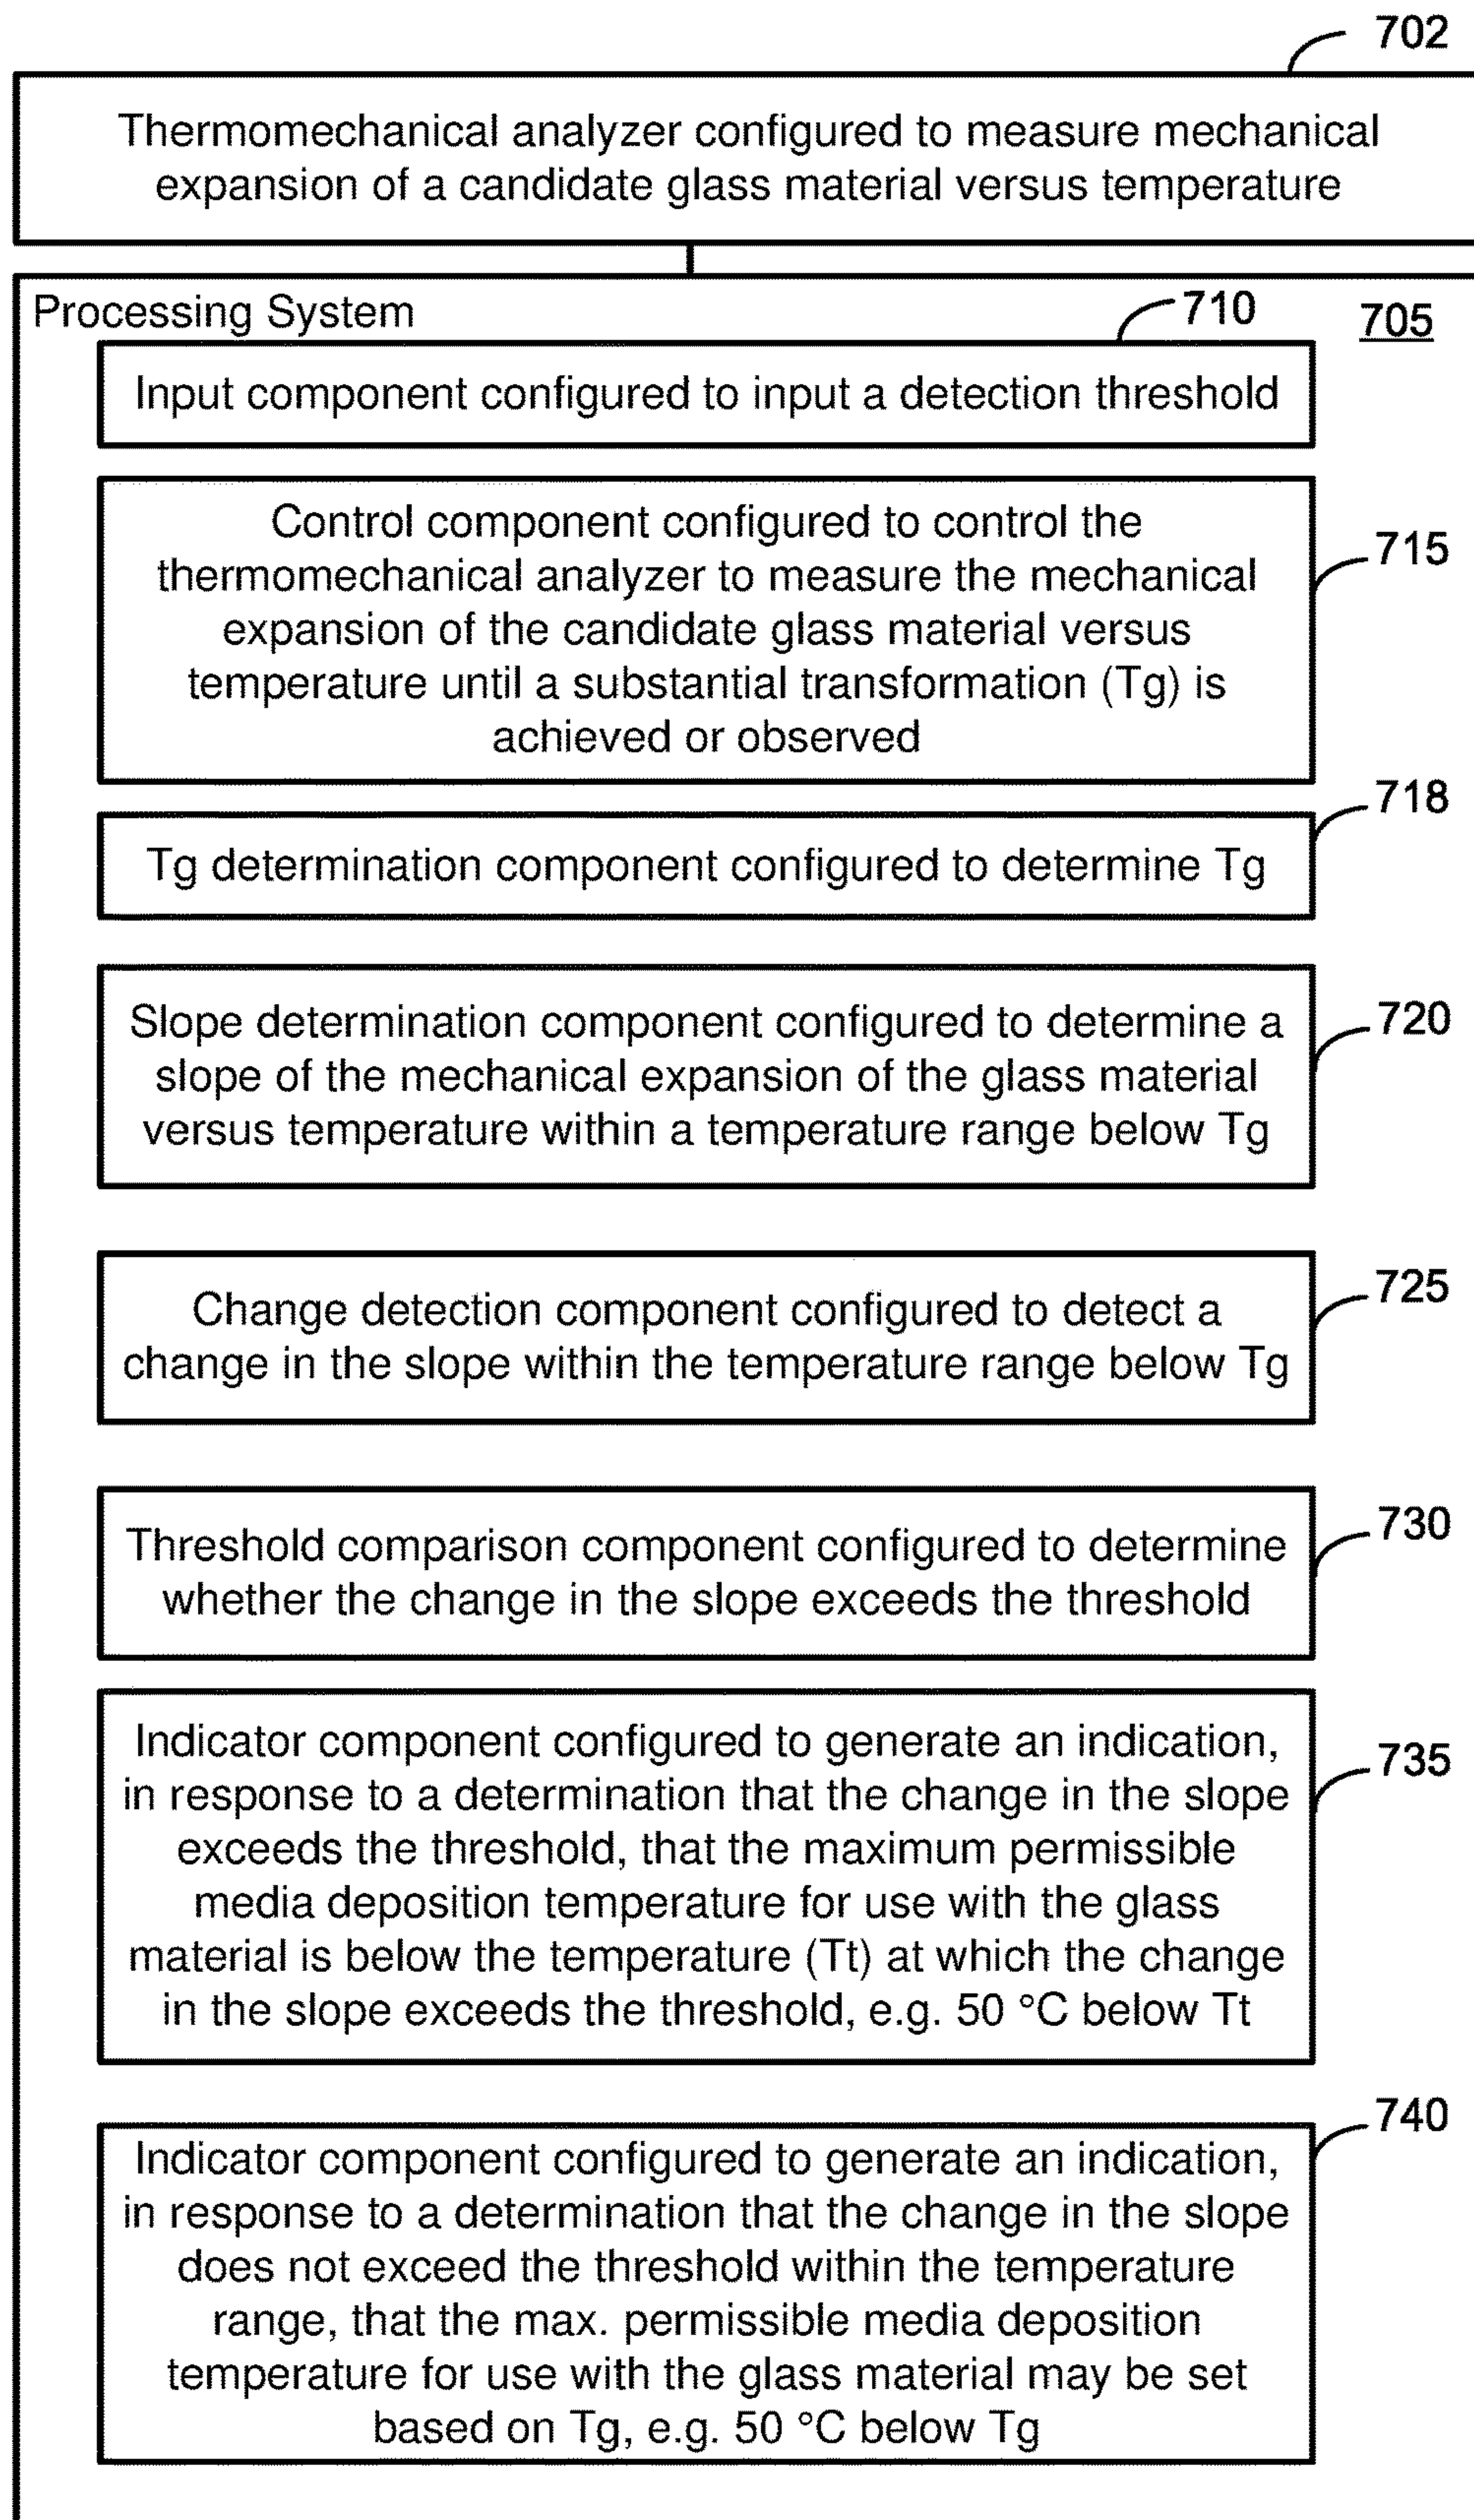 702
Thermomechanical analyzer configured to measure mechanical
expansion of a candidate glass material versus temperature
Processing System
710
705
Input component configured to input a detection threshold
Control component configured to control the
thermomechanical analyzer to measure the mechanical
expansion of the candidate glass material versus
temperature until a substantial transformation (Tg) is
achieved or observed
715
718
Tg determination component configured to determine Tg
Slope determination component configured to determine a
slope of the mechanical expansion of the glass material
versus temperature within a temperature range below Tg
720
Change detection component configured to detect a
change in the slope within the temperature range below Tg
725
Threshold comparison component configured to determine
whether the change in the slope exceeds the threshold
730
Indicator component configured to generate an indication,
in response to a determination that the change in the slope
exceeds the threshold, that the maximum permissible
media deposition temperature for use with the glass
material is below the temperature (Tt) at which the change
in the slope exceeds the threshold, e.g. 50 °C below Tt
735
740
Indicator component configured to generate an indication,
in response to a determination that the change in the slope
does not exceed the threshold within the temperature
range, that the max. permissible media deposition
temperature for use with the glass material may be set
based on Tg, e.g. 50 °C below Tg